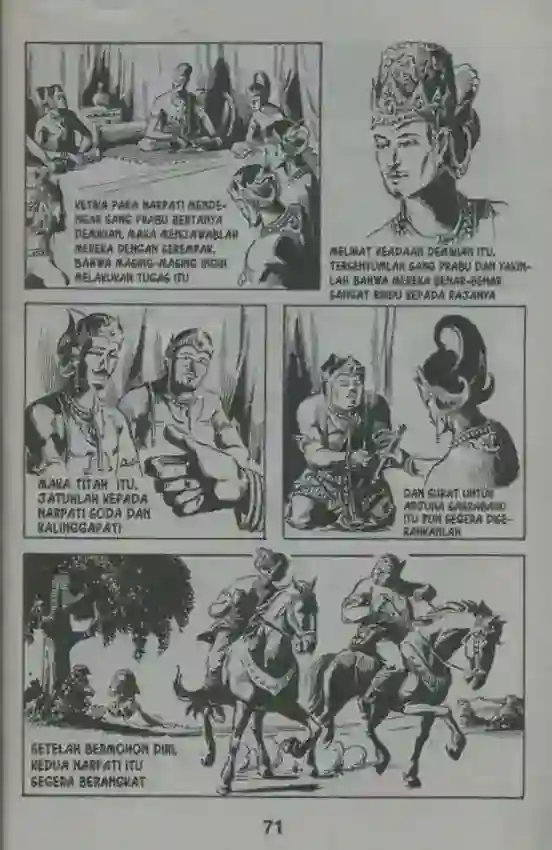 KETIKA PARA NARPATI MENDE-
NGAR SANG PRABU BERTANYA
DEMIKIAN, MAKA MENJAWABLAH
MEREKA DENGAN SEREMPAK,
BAHWA MASING-MASING INGIN
MELAKUKAN TUGAS ITU
MELIHAT KEADAAN DEMIKIAN ITU,
TERSENYUMLAH SANG PRABU DAN YAKIN-
LAH BAHWA MEREKA BENAR-BENAR
SANGAT RINDU KEPADA RAJANYA
MAKA TITAH ITU,
JATUHLAH KEPADA
NARPATI SODA DAN
KALINGGAPATI
DAN SURAT UNTUK
ARJUNA SASRABAHU
ITU PUN SEGERA DISE-
RAHKANLAH
SETELAH BERMOHON DIRI,
KEDUA NARPATI ITU
SEGERA BERANGKAT
71